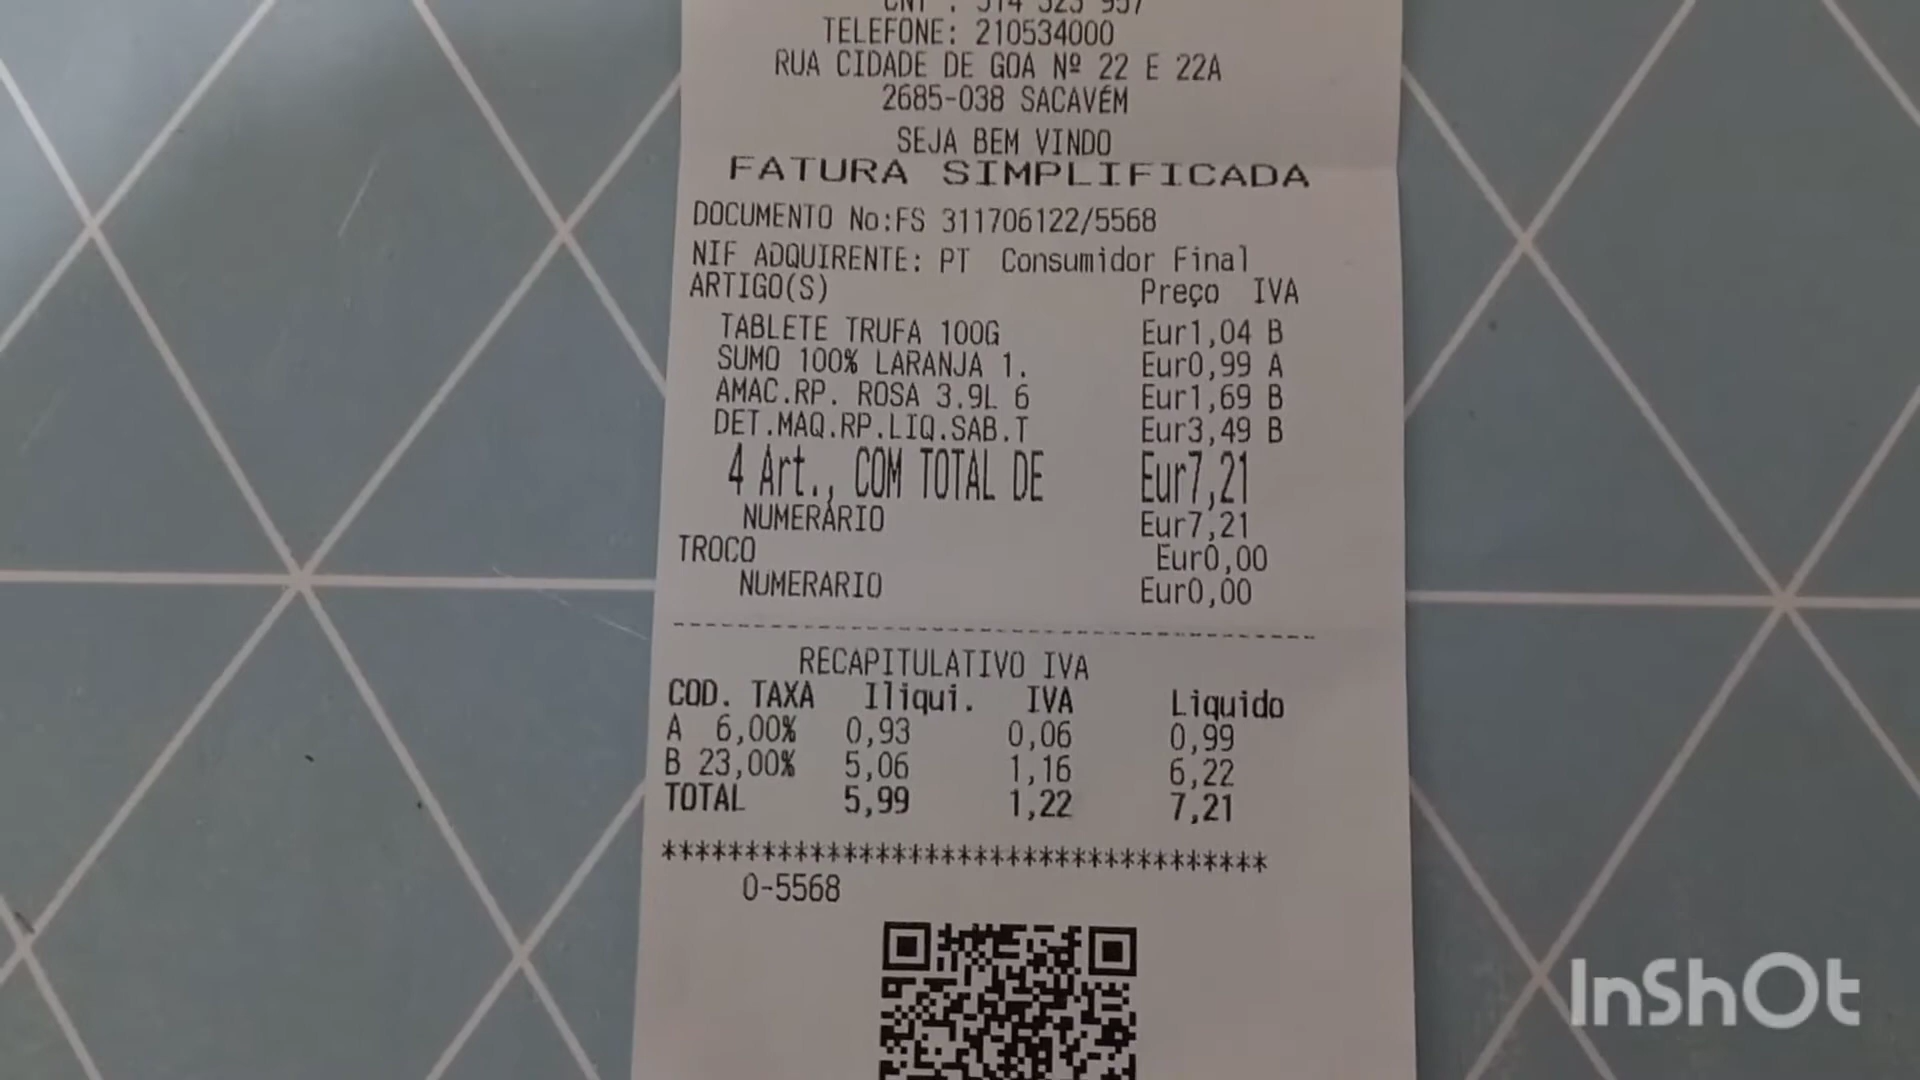 TELEFONE: 210534000
RUA CIDADE DE GOA Nº 22 E 22A
2685-038 SACAVÉM
SEJA BEM VINDO
FATURA SIMPLIFICADA
DOCUMENTO No:FS 311706122/5568
NIF ADQUIRENTE: PT Consumidor Final
ARTIGO(S) Preço IVA
TABLETE TRUFA 100G Eur1,04 B
SUMO 100% LARANJA 1. Eur0,99 A
AMAC.RP. ROSA 3.9L 6 Eur1,69 B
DET.MAQ.RP.LIQ.SAB.T Eur3,49 B
4 Art., COM TOTAL DE Eur7,21
NUMERÁRIO Eur7,21
TROCO Eur0,00
NUMERARIO Eur0,00
RECAPITULATIVO IVA
COD. TAXA Iliqui. IVA Liquido
A 6,00% 0,93 0,06 0,99
B 23,00% 5,06 1,16 6,22
TOTAL 5,99 1,22 7,21
*************************************
0-5568
InShOt